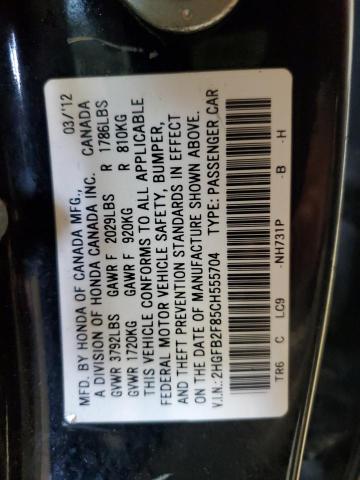 MFD. BY HONDA OF CANADA MFG., 03/'12
A DIVISION OF HONDA CANADA INC. CANADA
GVWR 3792LBS GAWR F 2029LBS R 1786LBS
GVWR 1720KG GAWR F 920KG R 810KG
THIS VEHICLE CONFORMS TO ALL APPLICABLE
FEDERAL MOTOR VEHICLE SAFETY, BUMPER,
AND THEFT PREVENTION STANDARDS IN EFFECT
ON THE DATE OF MANUFACTURE SHOWN ABOVE.
V.I.N.: 2HGFB2F85CH555704 TYPE: PASSENGER CAR
TR6 C LC9 -NH731P -B -H